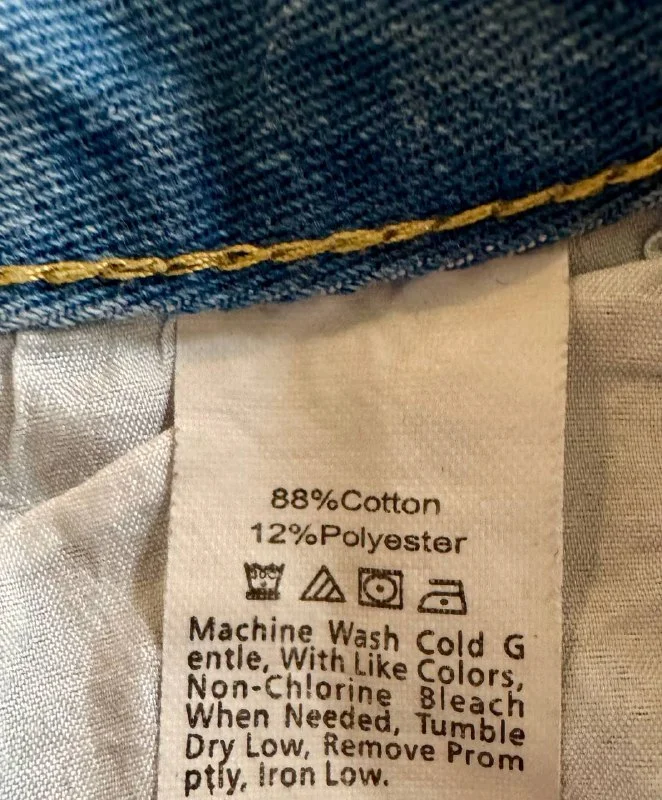 88%Cotton
12%Polyester
Machine Wash Cold G
entle, With Like Colors,
Non-Chlorine Bleach
When Needed, Tumble
Dry Low, Remove Prom
ptly, Iron Low.